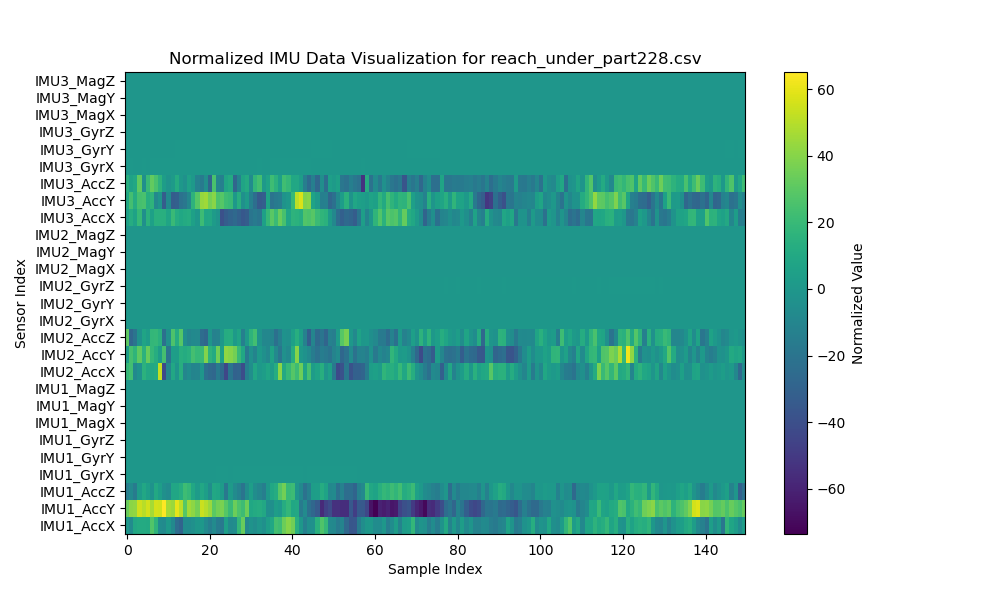 Normalized IMU Data Visualization for reach_under_part228.csv
IMU3_MagZ
IMU3_MagY
IMU3_MagX
IMU3_GyrZ
IMU3_GyrY
IMU3_GyrX
IMU3_AccZ
IMU3_AccY
IMU3_AccX
IMU2_MagZ
IMU2_MagY
IMU2_MagX
IMU2_GyrZ
IMU2_GyrY
IMU2_GyrX
IMU2_AccZ
IMU2_AccY
IMU2_AccX
IMU1_MagZ
IMU1_MagY
IMU1_MagX
IMU1_GyrZ
IMU1_GyrY
IMU1_GyrX
IMU1_AccZ
IMU1_AccY
IMU1_AccX
Sensor Index
0 20 40 60 80 100 120 140
Sample Index
60
40
20
0
−20
−40
−60
Normalized Value